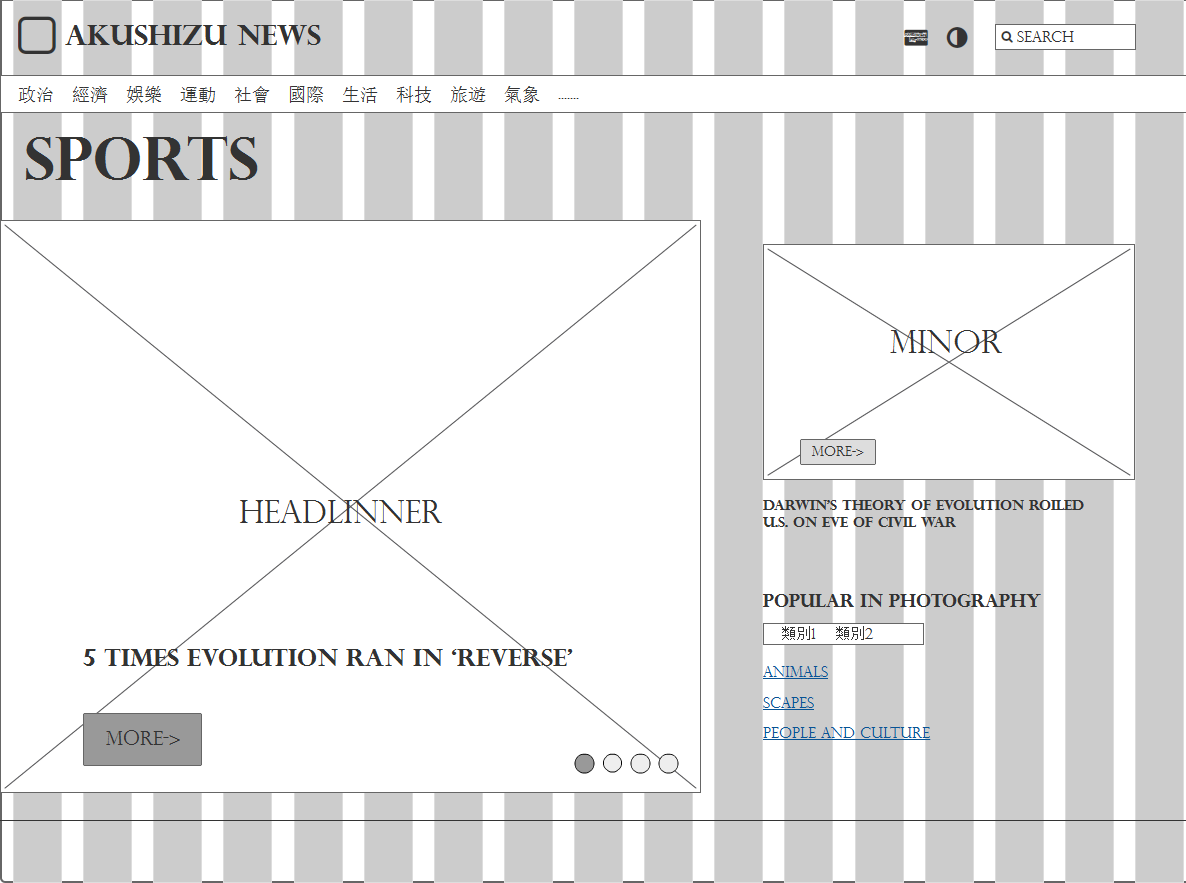 AKUSHIZU NEWS
SEARCH
政治 經濟 娛樂 運動 社會 國際 生活 科技 旅遊 氣象 .......
SPORTS
HEADLINNER
5 TIMES EVOLUTION RAN IN ‘REVERSE’
MORE->
MINOR
MORE->
DARWIN'S THEORY OF EVOLUTION ROILED
U.S. ON EVE OF CIVIL WAR
POPULAR IN PHOTOGRAPHY
類別1 類別2
ANIMALS
SCAPES
PEOPLE AND CULTURE